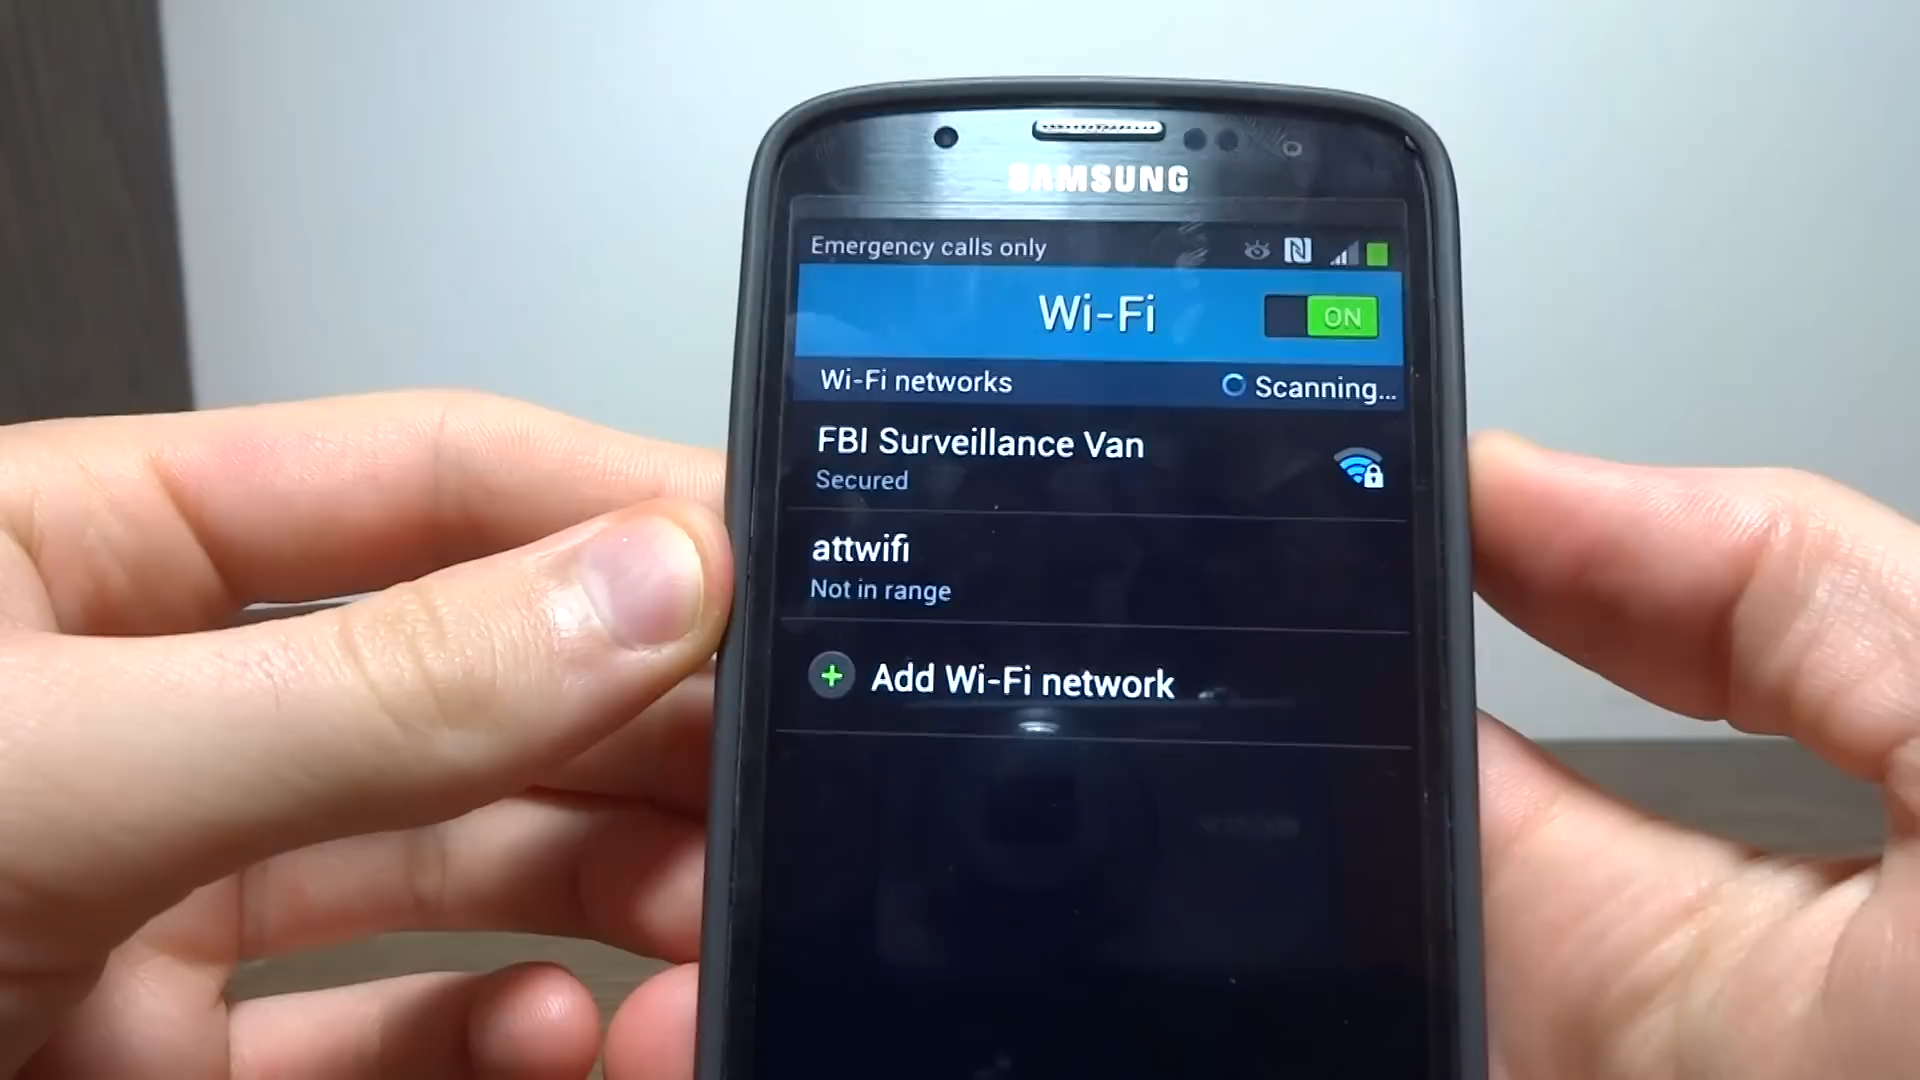 SAMSUNG
Emergency calls only
Wi-Fi
ON
Wi-Fi networks
Scanning...
FBI Surveillance Van
Secured
attwifi
Not in range
Add Wi-Fi network